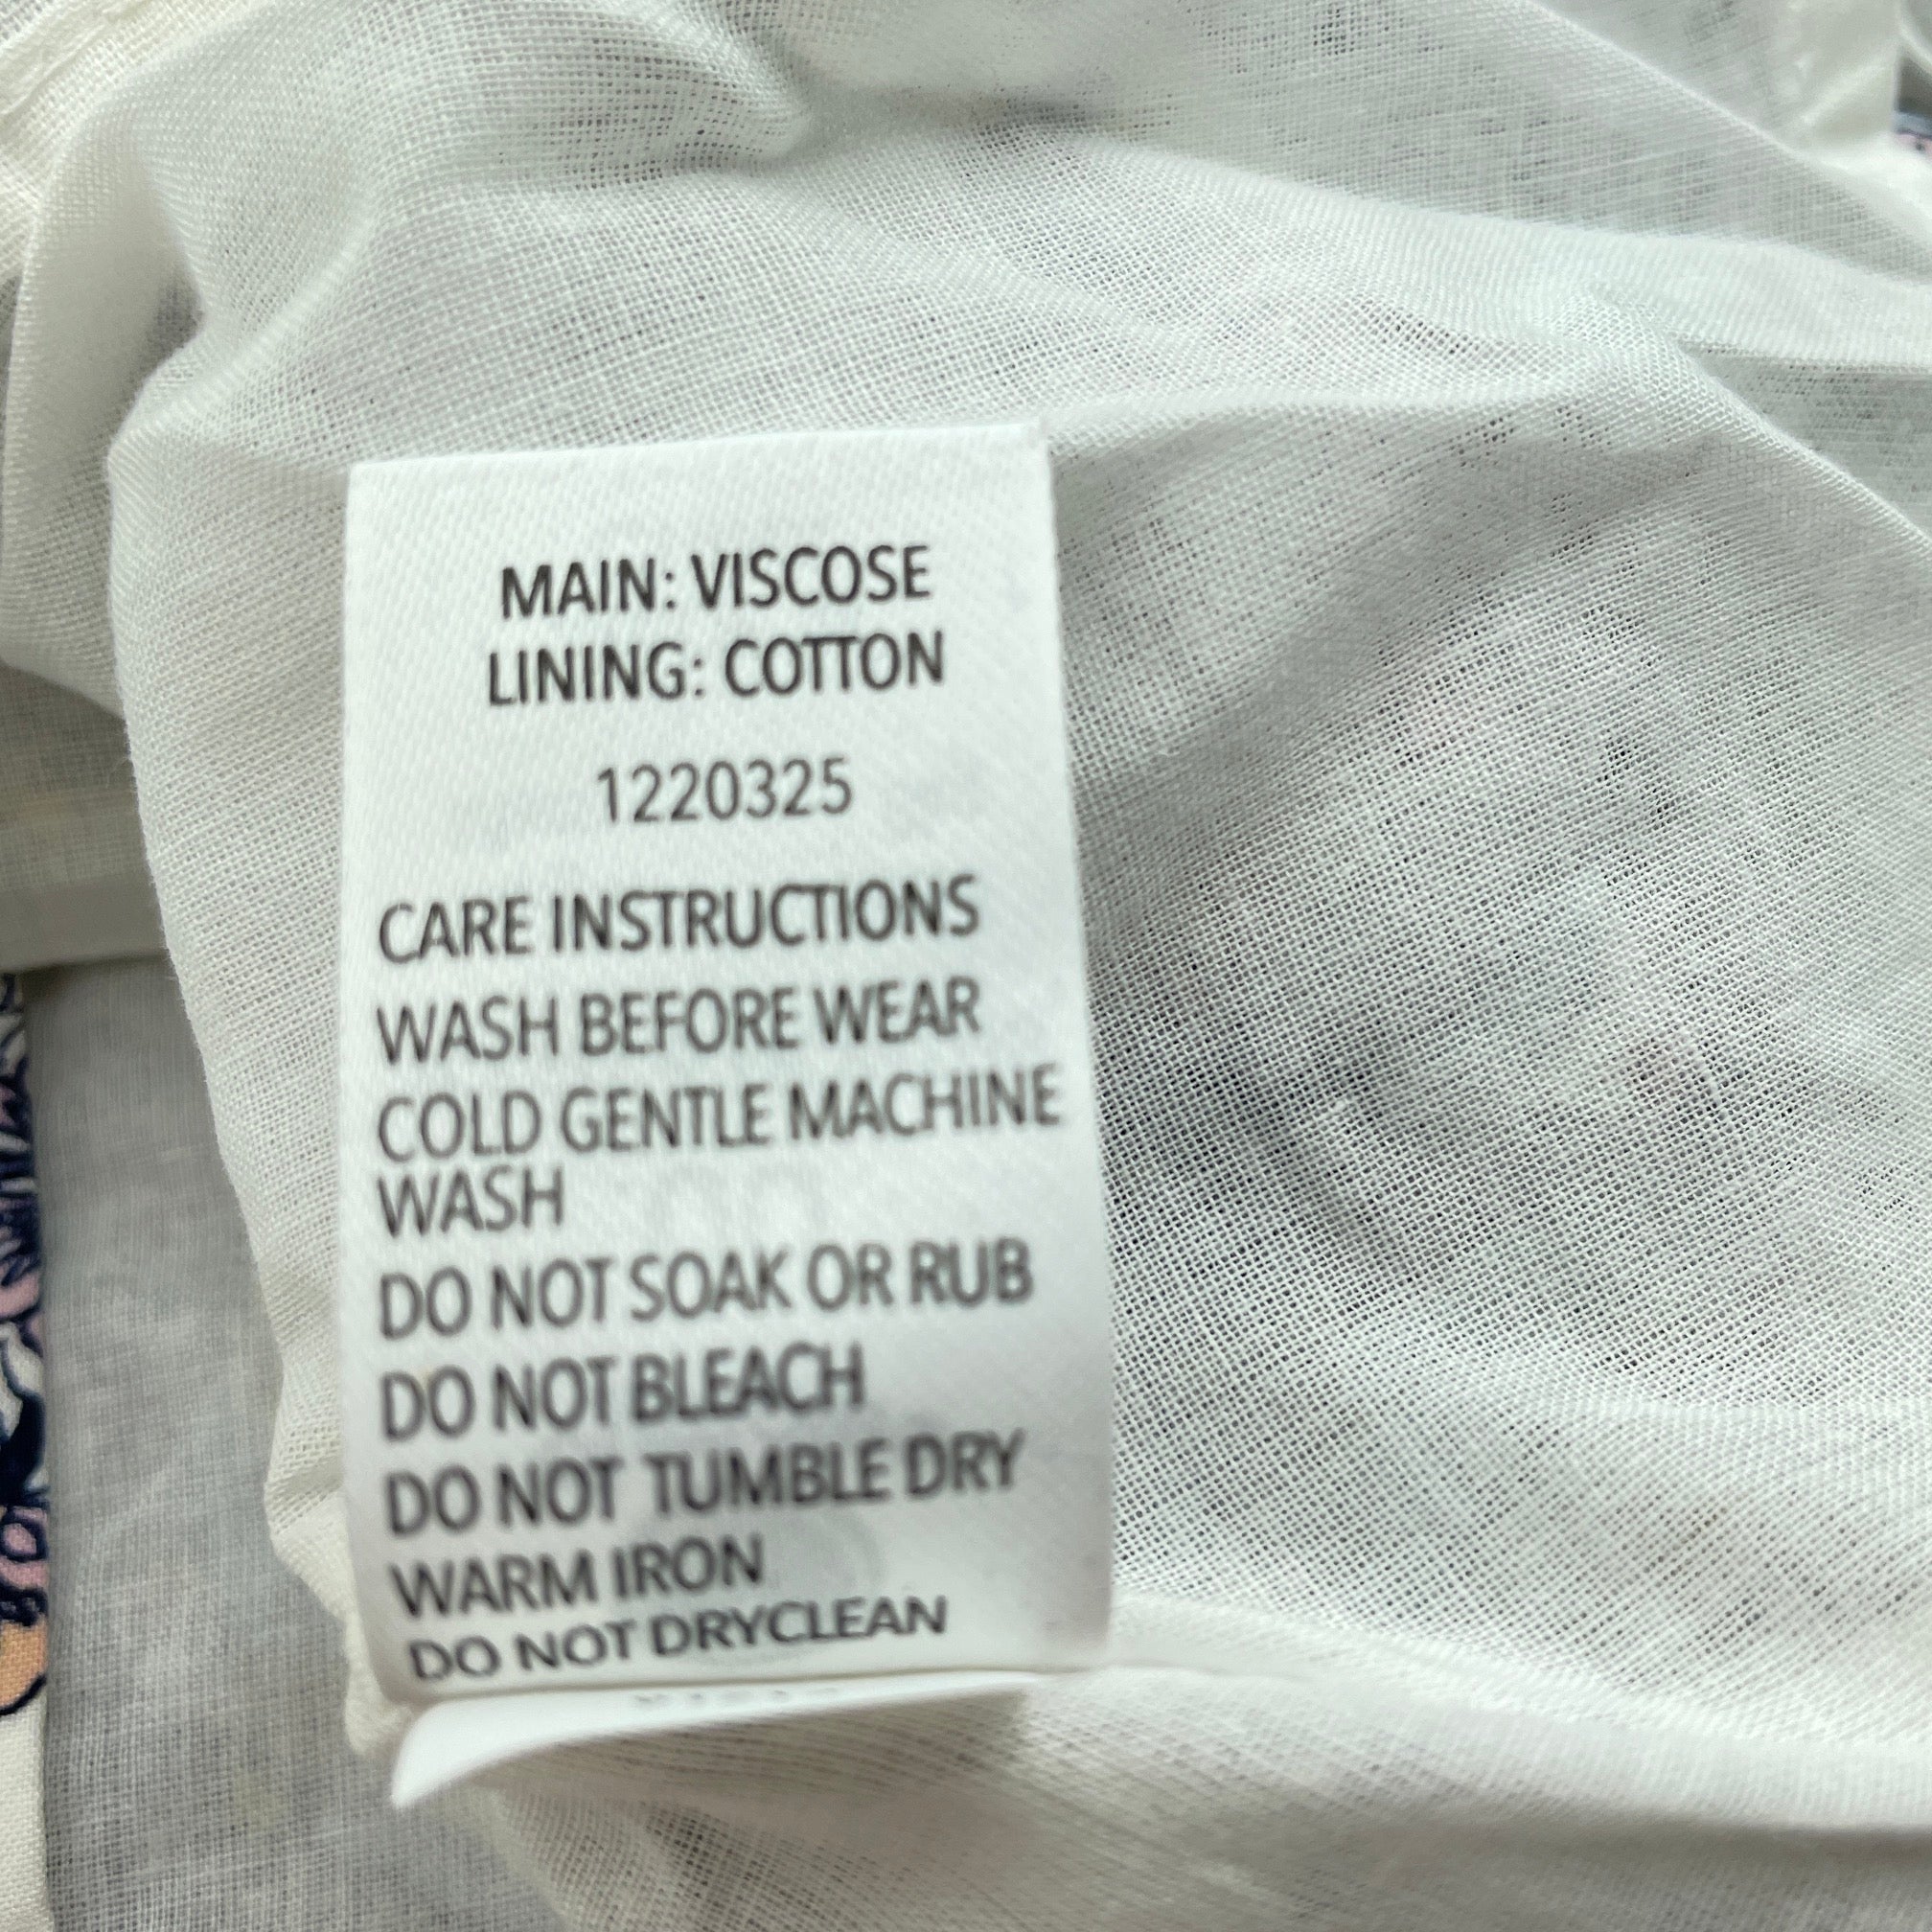 MAIN: VISCOSE
LINING: COTTON
1220325
CARE INSTRUCTIONS
WASH BEFORE WEAR
COLD GENTLE MACHINE
WASH
DO NOT SOAK OR RUB
DO NOT BLEACH
DO NOT TUMBLE DRY
WARM IRON
DO NOT DRYCLEAN